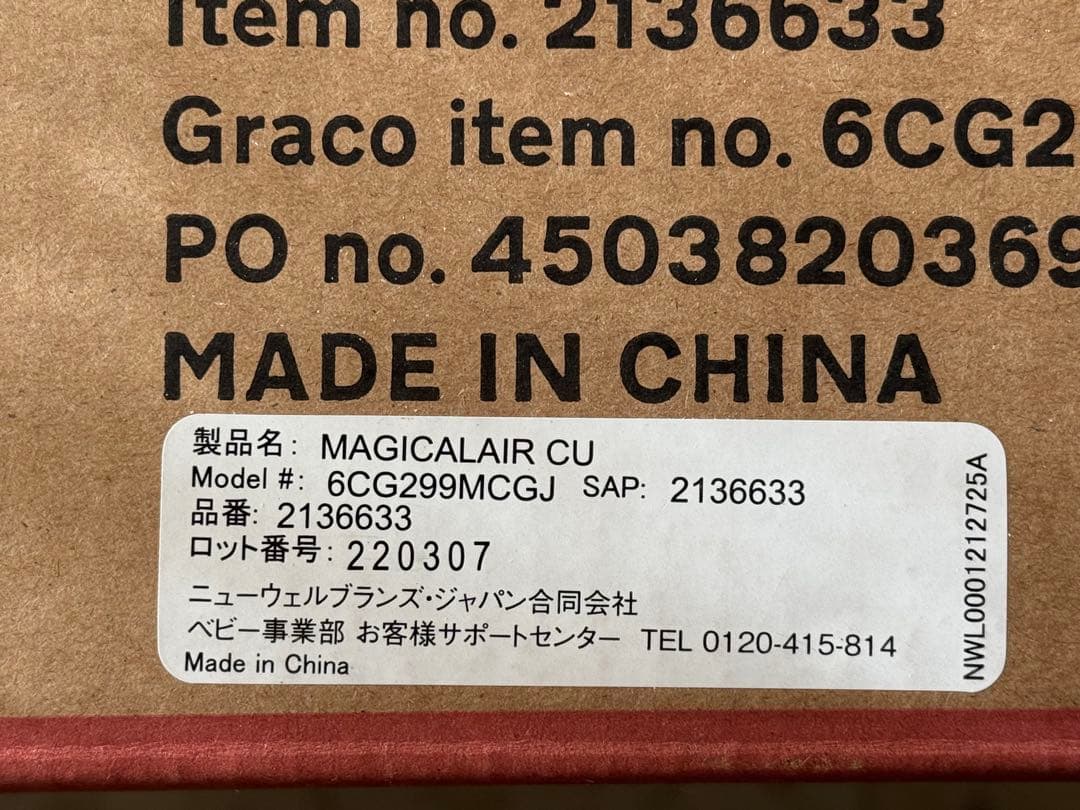 Item no. 2136633
Graco item no. 6CG2
PO no. 4503820369
MADE IN CHINA
製品名: MAGICALAIR CU
Model #: 6CG299MCGJ SAP: 2136633
品番: 2136633
ロット番号: 220307
ニューウェルブランズ・ジャパン合同会社
ベビー事業部 お客様サポートセンター TEL 0120-415-814
Made in China
NWL0001212725A